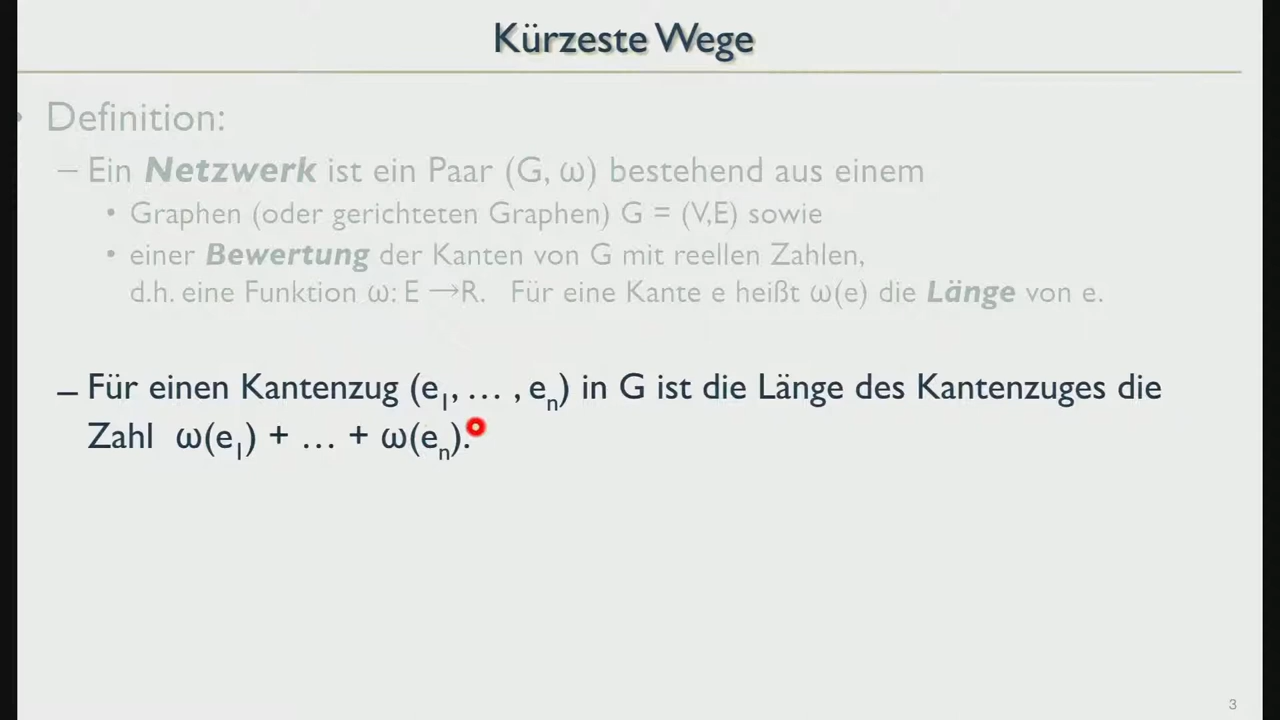 Kürzeste Wege
• Definition:
– Ein Netzwerk ist ein Paar (G, ω) bestehend aus einem
• Graphen (oder gerichteten Graphen) G = (V,E) sowie
• einer Bewertung der Kanten von G mit reellen Zahlen,
d.h. eine Funktion ω: E →R. Für eine Kante e heißt ω(e) die Länge von e.
– Für einen Kantenzug (e₁, … , eₙ) in G ist die Länge des Kantenzuges die
Zahl ω(e₁) + … + ω(eₙ).
3